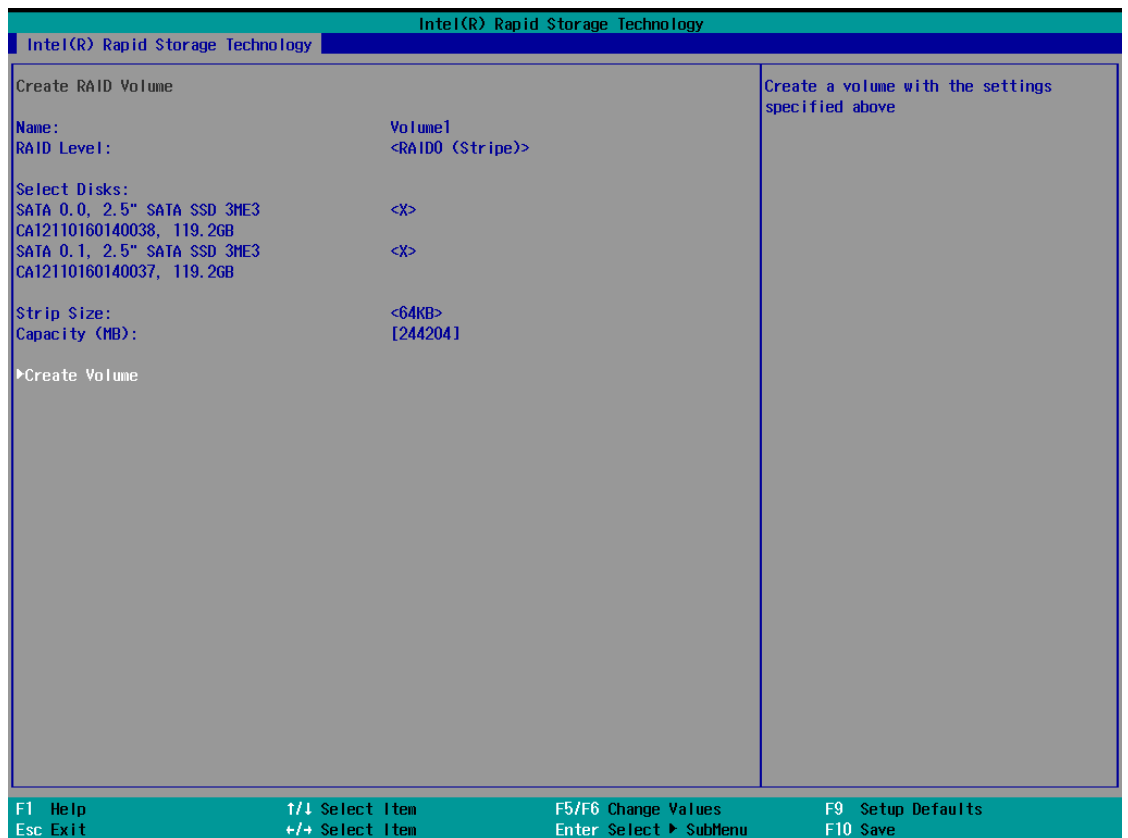 Intel(R) Rapid Storage Technology
Intel(R) Rapid Storage Technology
Create RAID Volume
Create a volume with the settings
specified above
Name: Volume1
RAID Level: <RAID0 (Stripe)>
Select Disks:
SATA 0.0, 2.5" SATA SSD 3ME3 <X>
CA12110160140038, 119.2GB
SATA 0.1, 2.5" SATA SSD 3ME3 <X>
CA12110160140037, 119.2GB
Strip Size: <64KB>
Capacity (MB): [244204]
▶Create Volume
F1 Help ↑/↓ Select Item F5/F6 Change Values F9 Setup Defaults
Esc Exit ←/→ Select Item Enter Select ▶ SubMenu F10 Save